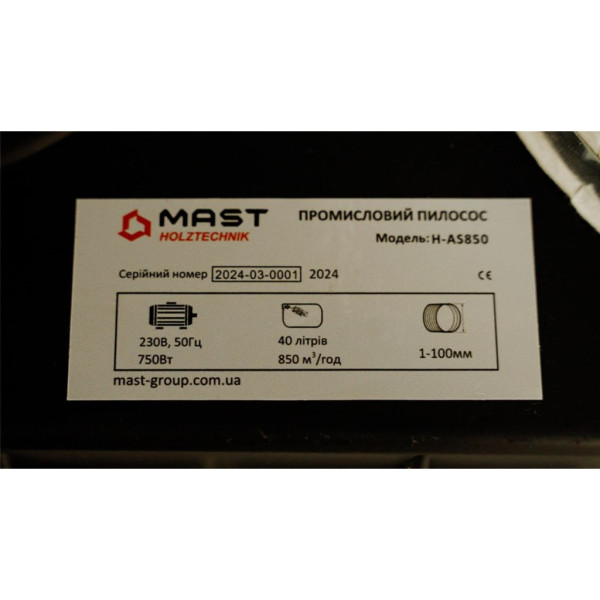 MAST
HOLZTECHNIK
ПРОМИСЛОВИЙ ПИЛОСОС
Модель: H-AS850
Серійний номер 2024-03-0001 2024
CE
230В, 50Гц
750Вт
40 літрів
850 м³/год
1-100мм
mast-group.com.ua